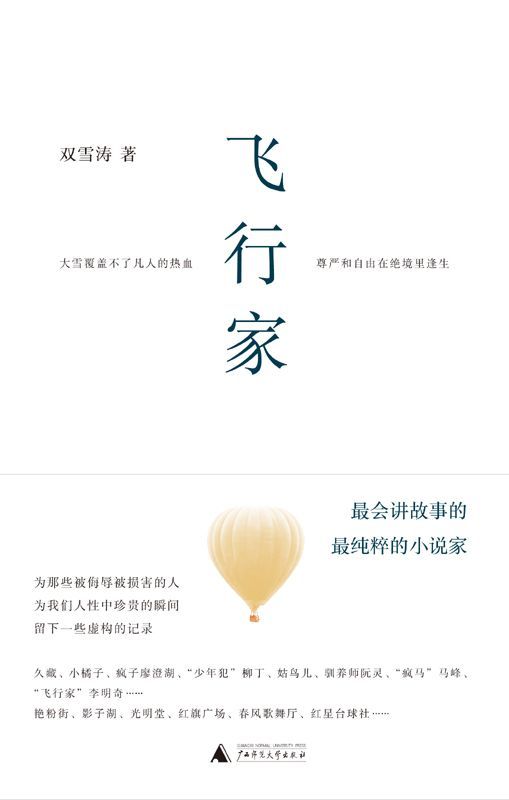 双雪涛 著
飞行家
大雪覆盖不了凡人的热血
尊严和自由在绝境里逢生
最会讲故事的
最纯粹的小说家
为那些被侮辱被损害的人
为我们人性中珍贵的瞬间
留下一些虚构的记录
久藏、小橘子、疯子廖澄湖、“少年犯”柳丁、姑鸟儿、驯养师阮灵、“疯马”马峰、
“飞行家”李明奇……
艳粉街、影子湖、光明堂、红旗广场、春风歌舞厅、红星台球社……
GUANGXI NORMAL UNIVERSITY PRESS
广西师范大学出版社